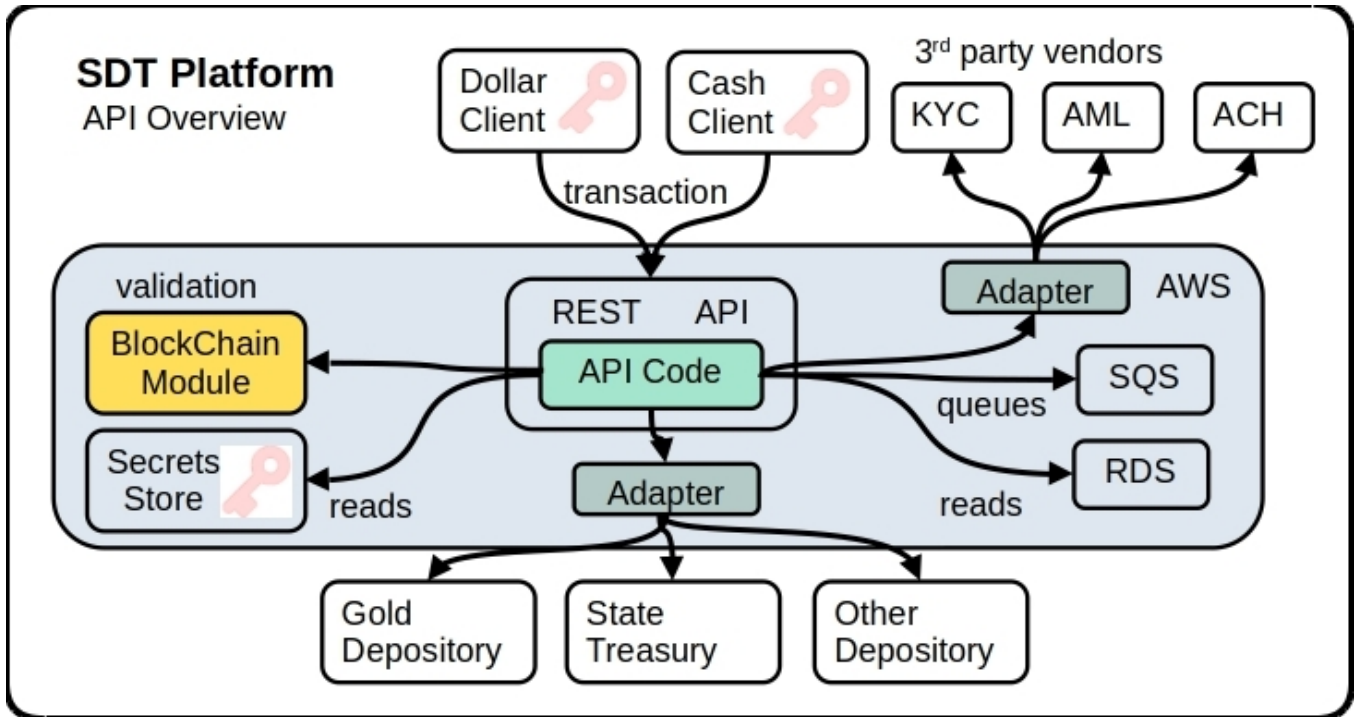 SDT Platform
API Overview
Dollar
Client
Cash
Client
3rd party vendors
KYC
AML
ACH
transaction
validation
BlockChain
Module
REST API
API Code
Adapter
AWS
SQS
queues
Secrets
Store
reads
Adapter
RDS
reads
Gold
Depository
State
Treasury
Other
Depository